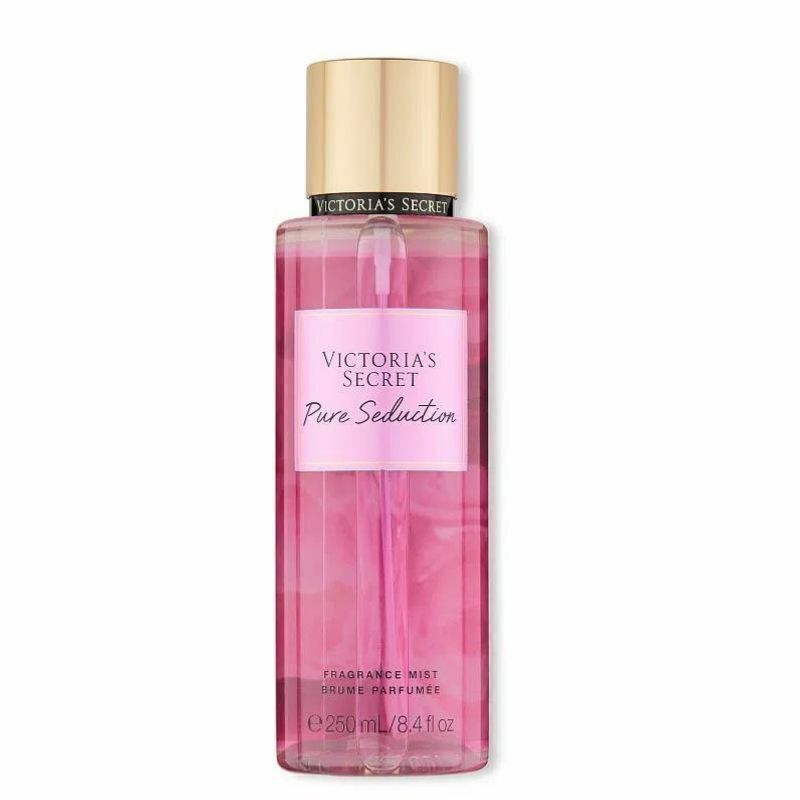 VICTORIA'S SECRET
VICTORIA'S
SECRET
Pure Seduction
FRAGRANCE MIST
BRUME PARFUMÉE
℮ 250 mL/8.4 fl oz